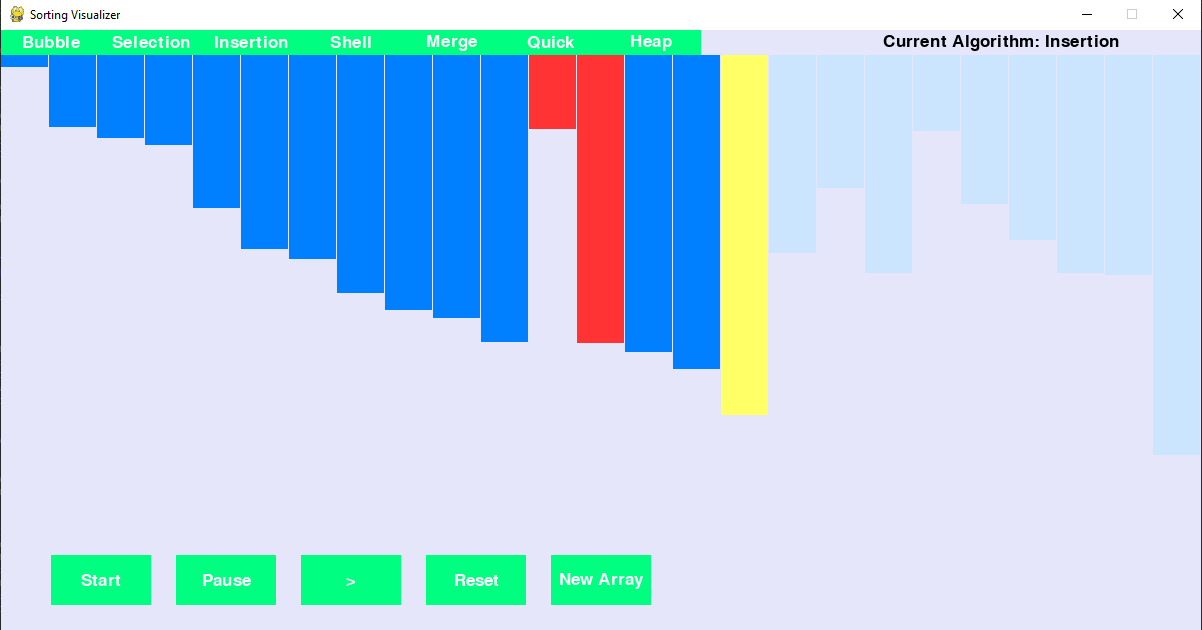 Sorting Visualizer
Bubble Selection Insertion Shell Merge Quick Heap Current Algorithm: Insertion
Start Pause > Reset New Array